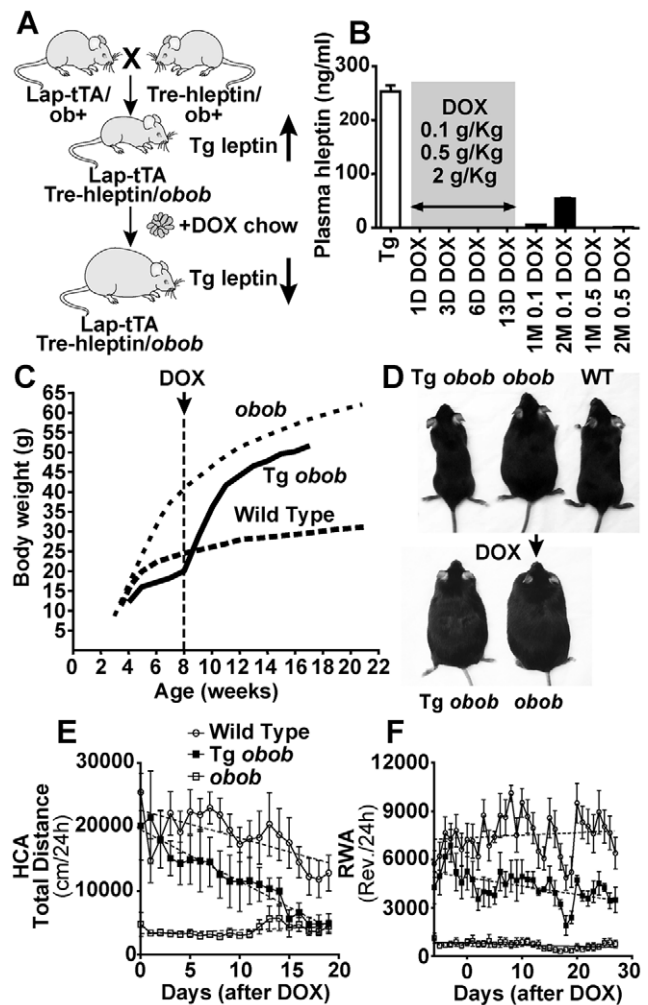 A
X
Lap-tTA/ Tre-hleptin/
ob+ ob+
Tg leptin
Lap-tTA
Tre-hleptin/obob
+DOX chow
Tg leptin
Lap-tTA
Tre-hleptin/obob
B
Plasma hleptin (ng/ml)
300
200
100
0
DOX
0.1 g/Kg
0.5 g/Kg
2 g/Kg
Tg
1D DOX
3D DOX
6D DOX
13D DOX
1M 0.1 DOX
2M 0.1 DOX
1M 0.5 DOX
2M 0.5 DOX
C
DOX
Body weight (g)
65
60
55
50
45
40
35
30
25
20
15
10
5
obob
Tg obob
Wild Type
0 2 4 6 8 10 12 14 16 18 20 22
Age (weeks)
D
Tg obob obob WT
DOX
Tg obob obob
E
Wild Type
Tg obob
obob
HCA
Total Distance
(cm/24h)
30000
20000
10000
0
0 5 10 15 20
Days (after DOX)
F
RWA
(Rev./24h)
12000
9000
6000
3000
0
0 10 20 30
Days (after DOX)